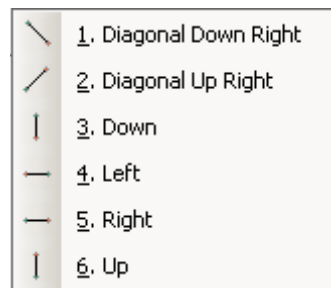 1. Diagonal Down Right
2. Diagonal Up Right
3. Down
4. Left
5. Right
6. Up